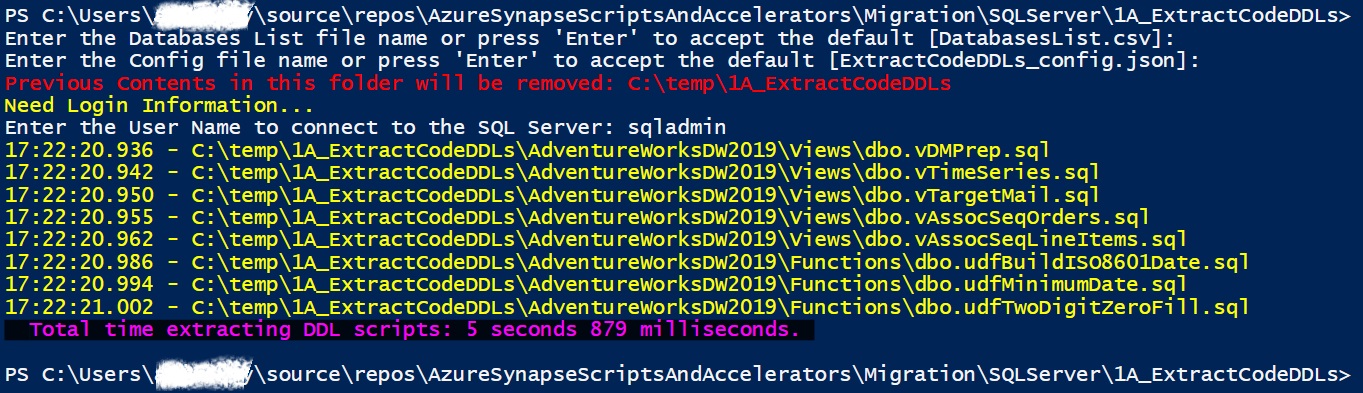 PS C:\Users\ \source\repos\AzureSynapseScriptsAndAccelerators\Migration\SQLServer\1A_ExtractCodeDDLs>
Enter the Databases List file name or press 'Enter' to accept the default [DatabasesList.csv]:
Enter the Config file name or press 'Enter' to accept the default [ExtractCodeDDLs_config.json]:
Previous Contents in this folder will be removed: C:\temp\1A_ExtractCodeDDLs
Need Login Information...
Enter the User Name to connect to the SQL Server: sqladmin
17:22:20.936 - C:\temp\1A_ExtractCodeDDLs\AdventureWorksDW2019\Views\dbo.vDMPrep.sql
17:22:20.942 - C:\temp\1A_ExtractCodeDDLs\AdventureWorksDW2019\Views\dbo.vTimeSeries.sql
17:22:20.950 - C:\temp\1A_ExtractCodeDDLs\AdventureWorksDW2019\Views\dbo.vTargetMail.sql
17:22:20.955 - C:\temp\1A_ExtractCodeDDLs\AdventureWorksDW2019\Views\dbo.vAssocSeqOrders.sql
17:22:20.962 - C:\temp\1A_ExtractCodeDDLs\AdventureWorksDW2019\Views\dbo.vAssocSeqLineItems.sql
17:22:20.986 - C:\temp\1A_ExtractCodeDDLs\AdventureWorksDW2019\Functions\dbo.udfBuildISO8601Date.sql
17:22:20.994 - C:\temp\1A_ExtractCodeDDLs\AdventureWorksDW2019\Functions\dbo.udfMinimumDate.sql
17:22:21.002 - C:\temp\1A_ExtractCodeDDLs\AdventureWorksDW2019\Functions\dbo.udfTwoDigitZeroFill.sql
Total time extracting DDL scripts: 5 seconds 879 milliseconds.
PS C:\Users\ \source\repos\AzureSynapseScriptsAndAccelerators\Migration\SQLServer\1A_ExtractCodeDDLs>